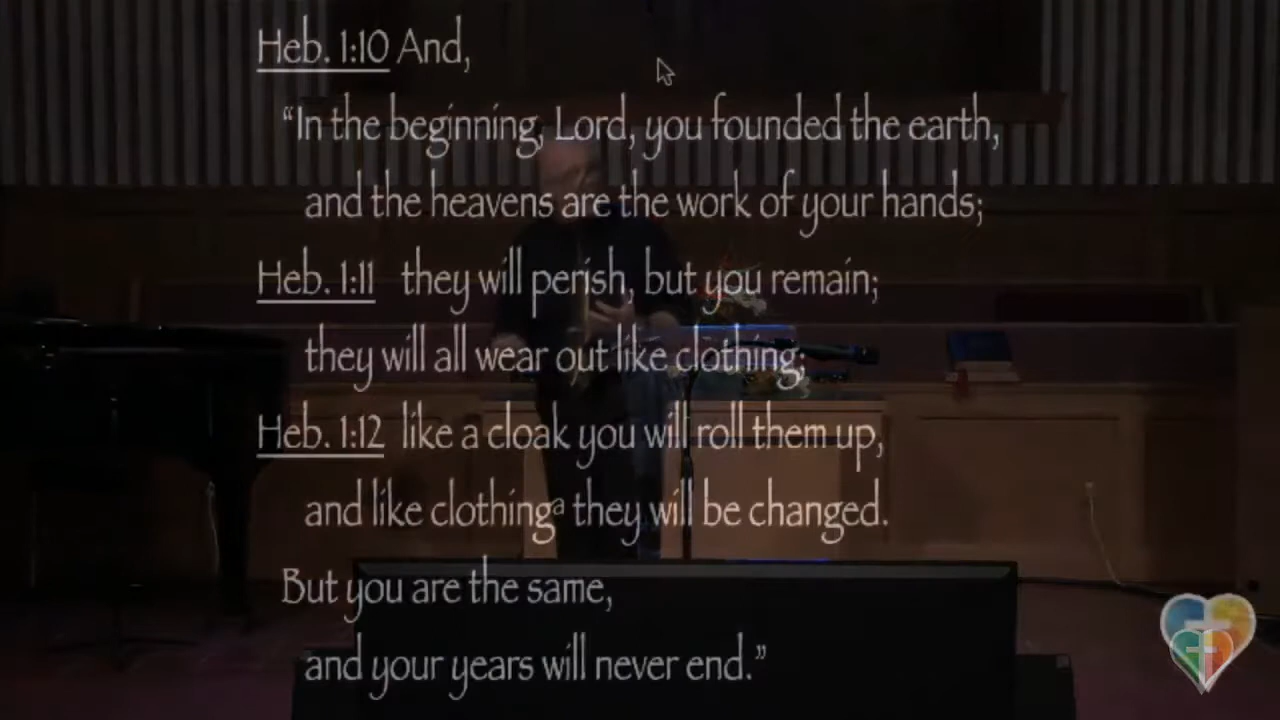 Heb. 1:10 And,
“In the beginning, Lord, you founded the earth,
and the heavens are the work of your hands;
Heb. 1:11 they will perish, but you remain;
they will all wear out like clothing;
Heb. 1:12 like a cloak you will roll them up,
and like clothingª they will be changed.
But you are the same,
and your years will never end.”